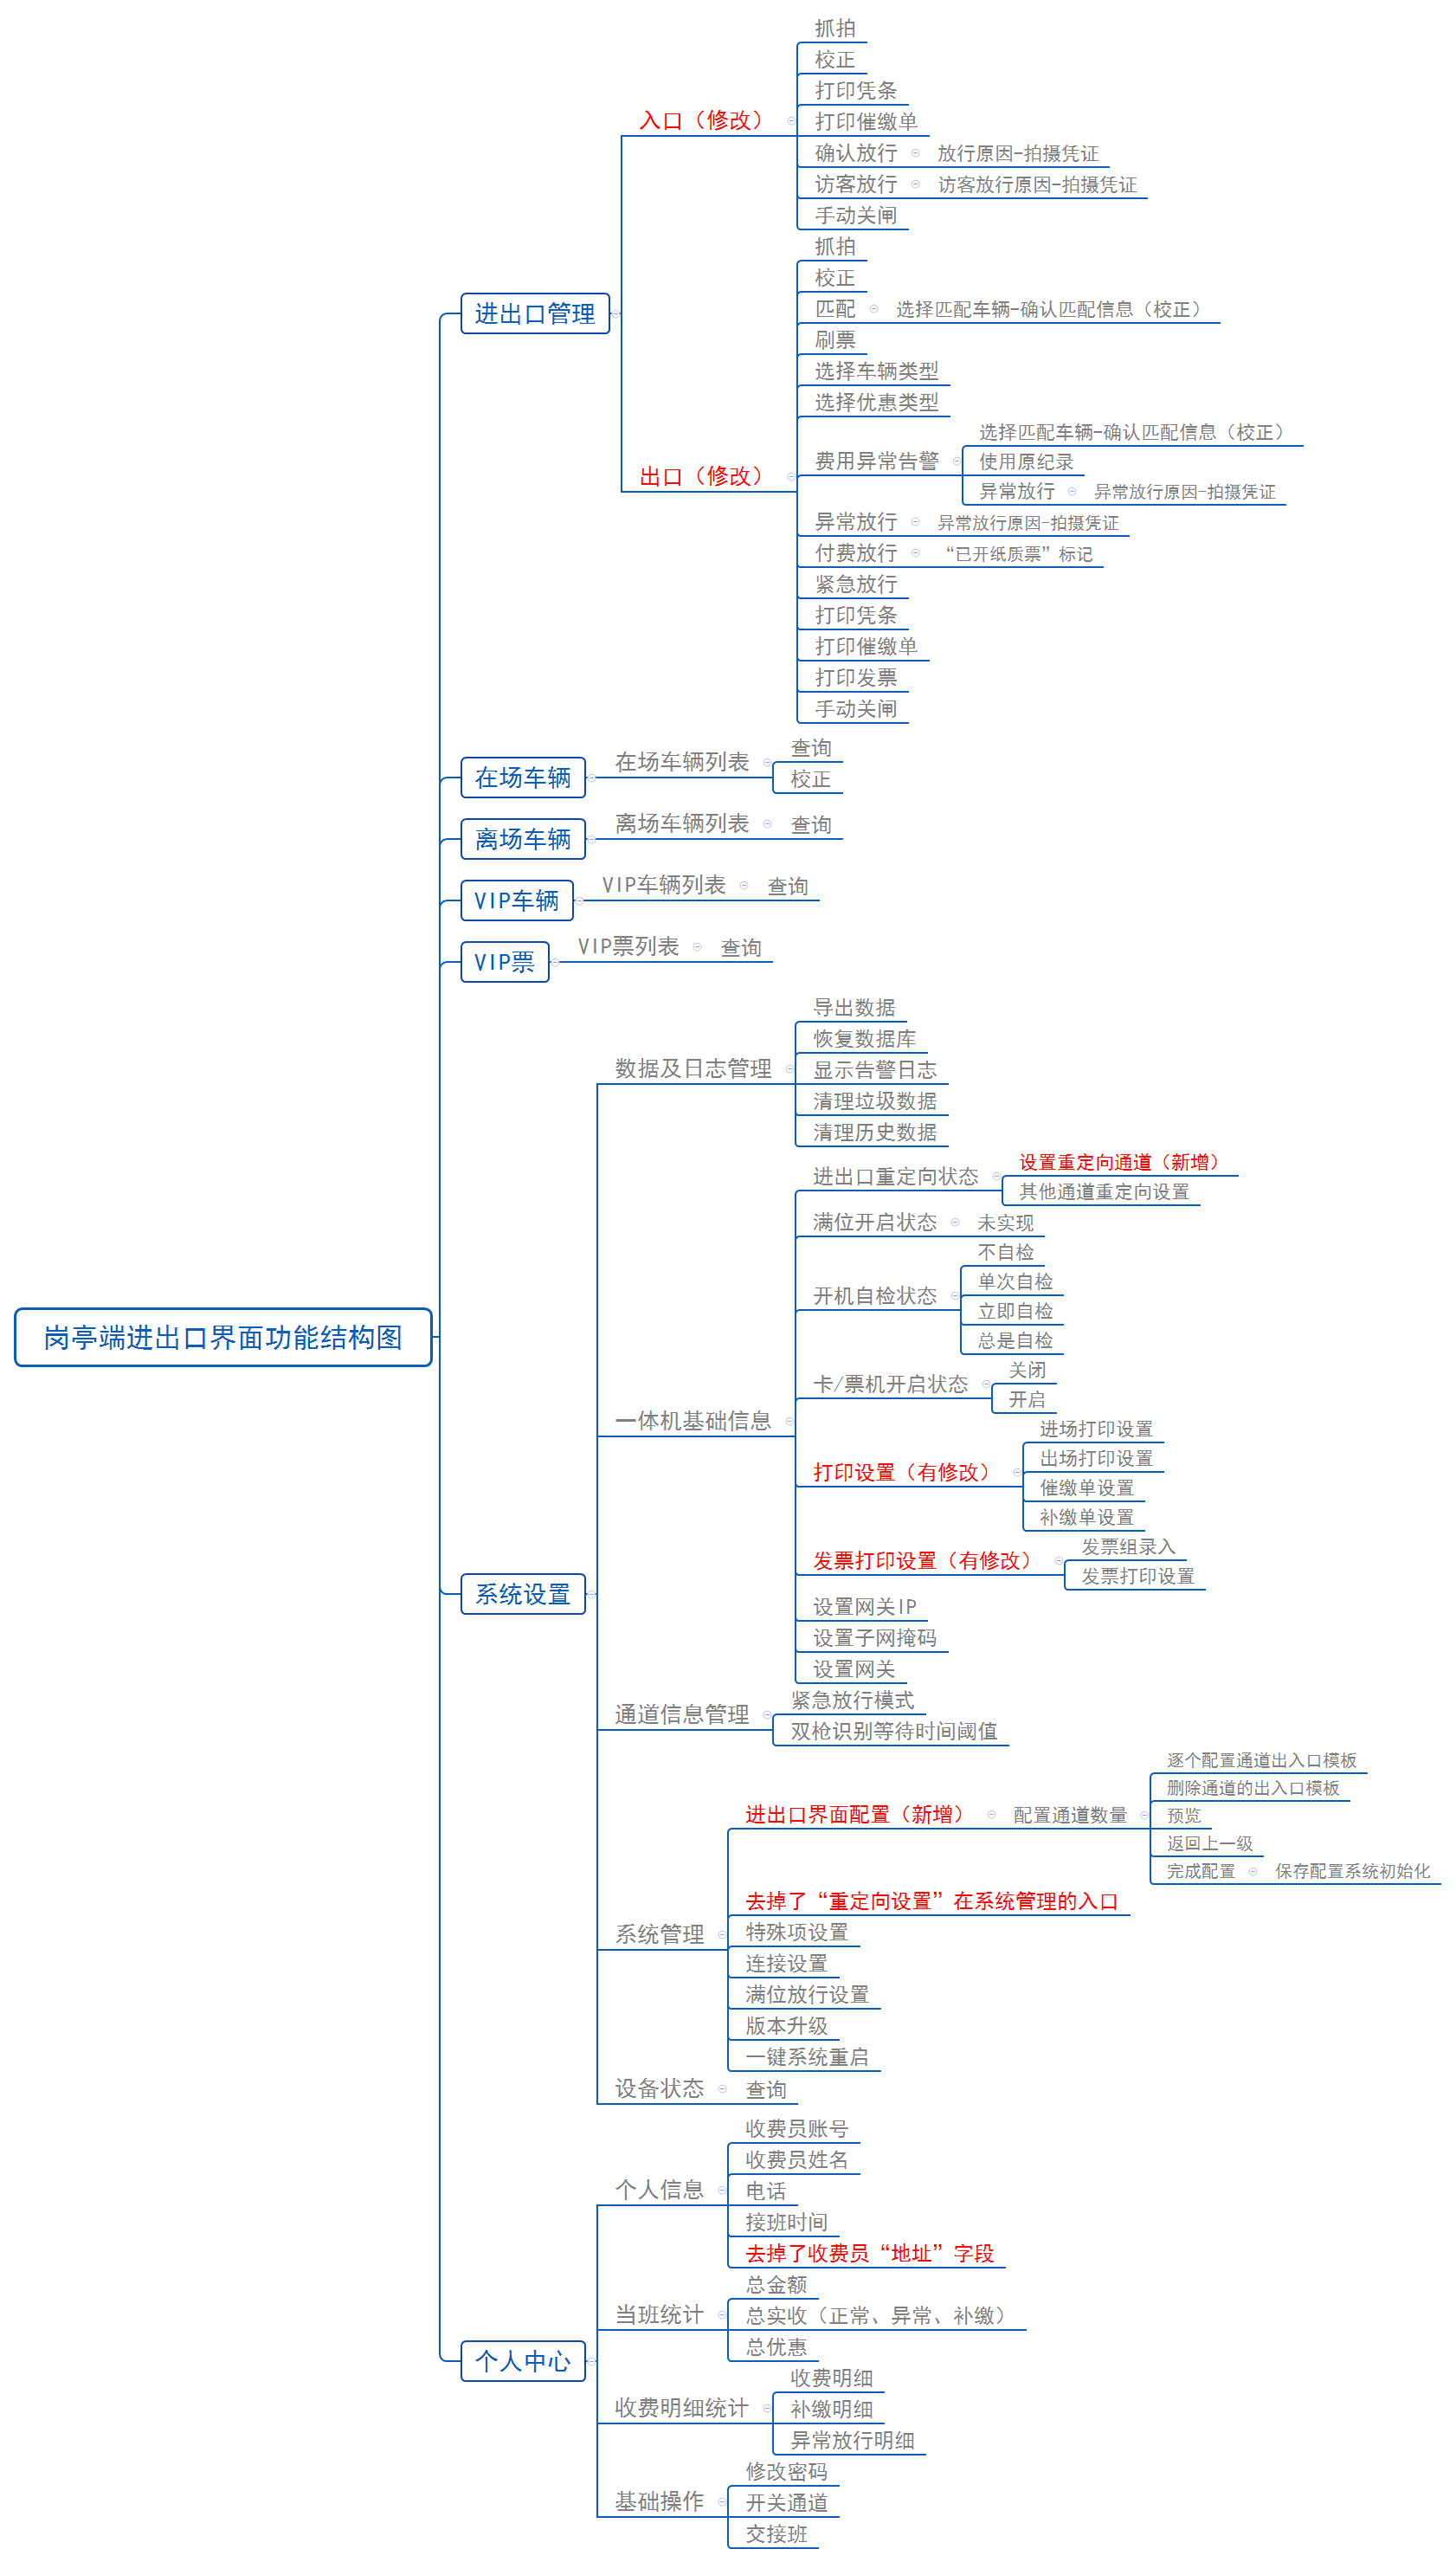 岗亭端进出口界面功能结构图
进出口管理
入口（修改）
抓拍
校正
打印凭条
打印催缴单
确认放行
放行原因-拍摄凭证
访客放行
访客放行原因-拍摄凭证
手动关闸
出口（修改）
抓拍
校正
匹配
选择匹配车辆-确认匹配信息（校正）
刷票
选择车辆类型
选择优惠类型
费用异常告警
选择匹配车辆-确认匹配信息（校正）
使用原纪录
异常放行
异常放行原因-拍摄凭证
异常放行
异常放行原因-拍摄凭证
付费放行
“已开纸质票”标记
紧急放行
打印凭条
打印催缴单
打印发票
手动关闸
在场车辆
在场车辆列表
查询
校正
离场车辆
离场车辆列表
查询
VIP车辆
VIP车辆列表
查询
VIP票
VIP票列表
查询
系统设置
数据及日志管理
导出数据
恢复数据库
显示告警日志
清理垃圾数据
清理历史数据
一体机基础信息
进出口重定向状态
设置重定向通道（新增）
其他通道重定向设置
满位开启状态
未实现
开机自检状态
不自检
单次自检
立即自检
总是自检
卡/票机开启状态
关闭
开启
打印设置（有修改）
进场打印设置
出场打印设置
催缴单设置
补缴单设置
发票打印设置（有修改）
发票组录入
发票打印设置
设置网关IP
设置子网掩码
设置网关
通道信息管理
紧急放行模式
双枪识别等待时间阈值
系统管理
进出口界面配置（新增）
配置通道数量
逐个配置通道出入口模板
删除通道的出入口模板
预览
返回上一级
完成配置
保存配置系统初始化
去掉了“重定向设置”在系统管理的入口
特殊项设置
连接设置
满位放行设置
版本升级
一键系统重启
设备状态
查询
个人中心
个人信息
收费员账号
收费员姓名
电话
接班时间
去掉了收费员“地址”字段
当班统计
总金额
总实收（正常、异常、补缴）
总优惠
收费明细统计
收费明细
补缴明细
异常放行明细
基础操作
修改密码
开关通道
交接班